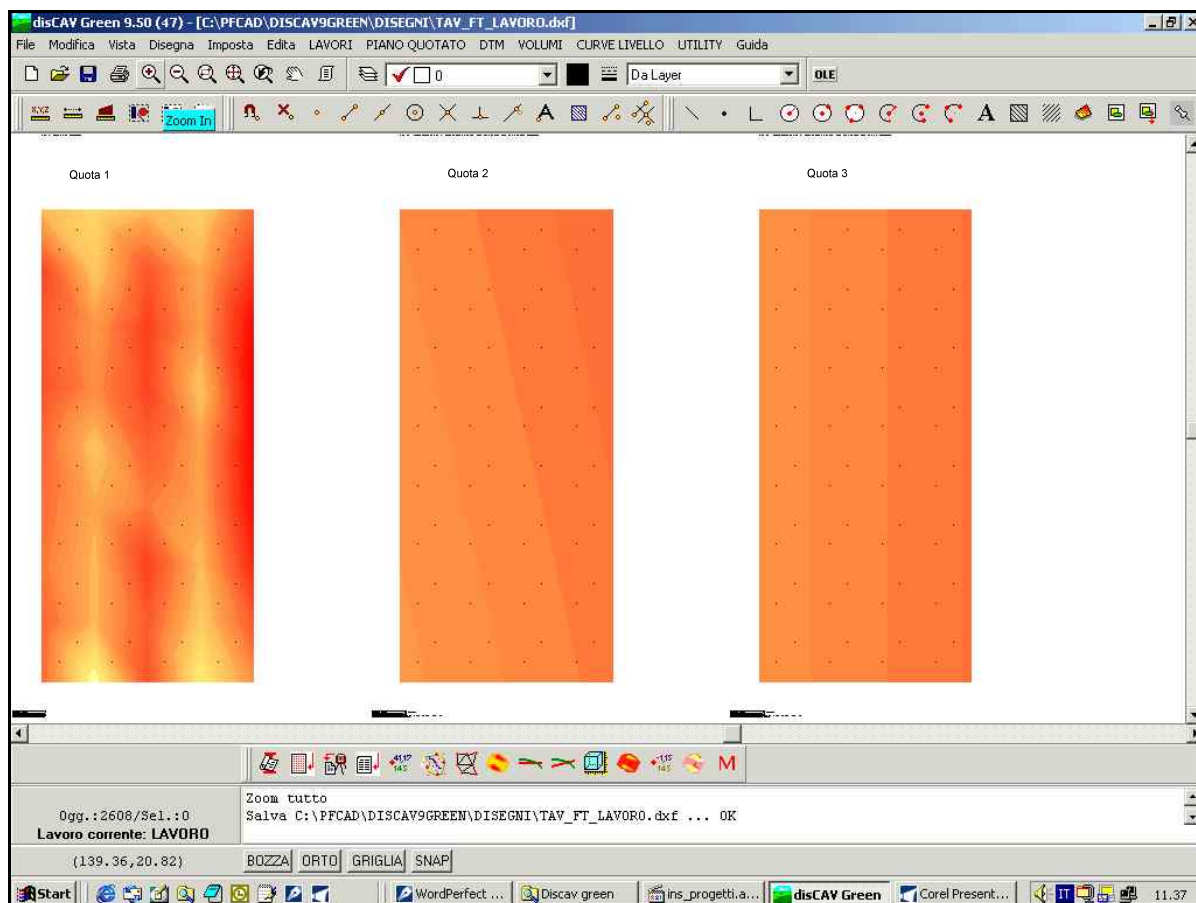 disCAV Green 9.50 (47) - [C:\PFCAD\DISCAV9GREEN\DISEGNI\TAV_FT_LAVORO.dxf]
File Modifica Vista Disegna Imposta Edita LAVORI PIANO QUOTATO DTM VOLUMI CURVE LIVELLO UTILITY Guida
0 Da Layer OLE
X,Y,Z Zoom In A A
Quota 1 Quota 2 Quota 3
M
Zoom tutto
Ogg.:2608/Sel.:0 Salva C:\PFCAD\DISCAV9GREEN\DISEGNI\TAV_FT_LAVORO.dxf ... OK
Lavoro corrente: LAVORO
(139.36,20.82) BOZZA ORTO GRIGLIA SNAP
Start WordPerfect ... Discav green ins_progetti.a... disCAV Green Corel Present... IT 11.37